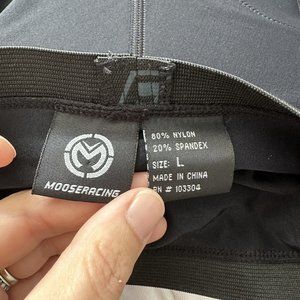 MOOSERACING
80% NYLON
20% SPANDEX
SIZE: L
MADE IN CHINA
RN # 103304